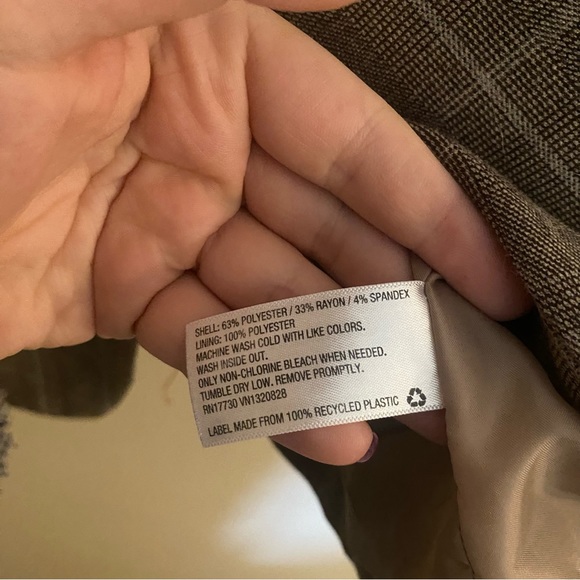 SHELL: 63% POLYESTER / 33% RAYON / 4% SPANDEX
LINING: 100% POLYESTER
MACHINE WASH COLD WITH LIKE COLORS.
WASH INSIDE OUT.
ONLY NON-CHLORINE BLEACH WHEN NEEDED.
TUMBLE DRY LOW. REMOVE PROMPTLY.
RN17730 VN1320828
LABEL MADE FROM 100% RECYCLED PLASTIC